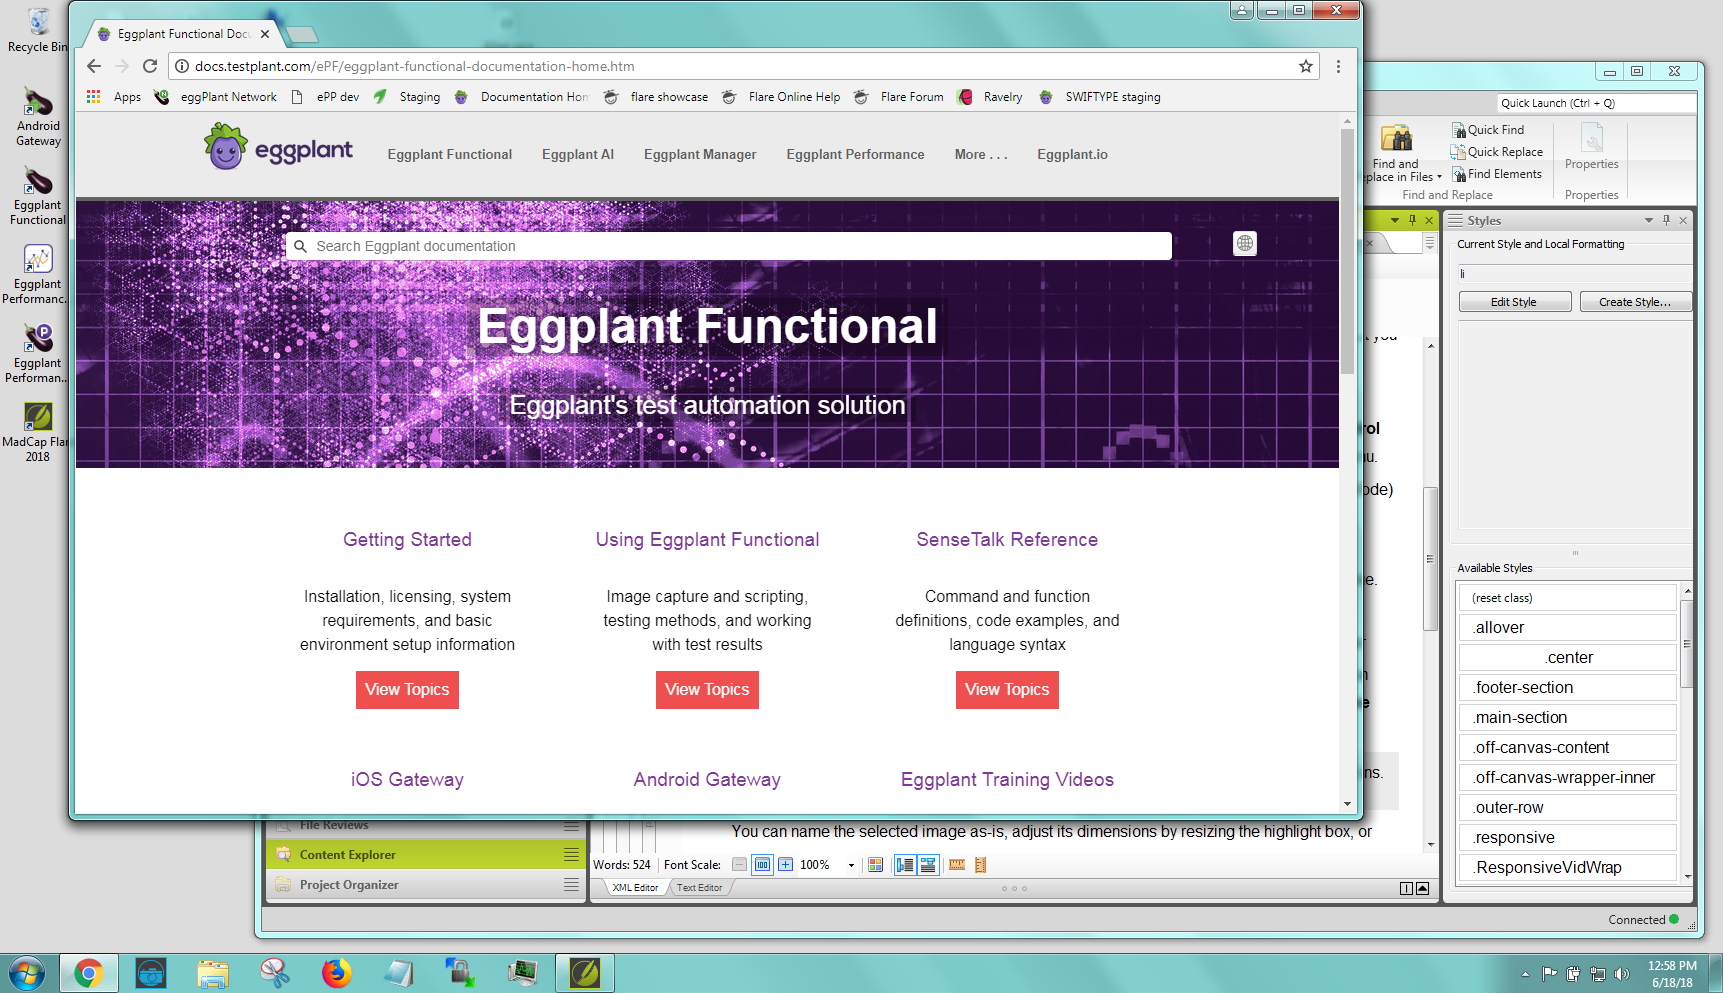 Recycle Bin
Android
Gateway
Eggplant
Functional
Eggplant
Performanc...
Eggplant
Performan...
MadCap Flar
2018
Eggplant Functional Doc
docs.testplant.com/ePF/eggplant-functional-documentation-home.htm
Apps
eggPlant Network
ePP dev
Staging
Documentation Hom
flare showcase
Flare Online Help
Flare Forum
Ravelry
SWIFTYPE staging
eggplant
Eggplant Functional
Eggplant AI
Eggplant Manager
Eggplant Performance
More . . .
Eggplant.io
Search Eggplant documentation
Eggplant Functional
Eggplant's test automation solution
Getting Started
Using Eggplant Functional
SenseTalk Reference
Installation, licensing, system
requirements, and basic
environment setup information
Image capture and scripting,
testing methods, and working
with test results
Command and function
definitions, code examples, and
language syntax
View Topics
View Topics
View Topics
iOS Gateway
Android Gateway
Eggplant Training Videos
Quick Launch (Ctrl + Q)
Find and
place in Files
Quick Find
Quick Replace
Find Elements
Find and Replace
Properties
Properties
Styles
Current Style and Local Formatting
li
Edit Style
Create Style...
t you
rol
nu.
ode)
e.
ns.
Available Styles
(reset class)
.allover
.center
.footer-section
.main-section
.off-canvas-content
.off-canvas-wrapper-inner
.outer-row
.responsive
.ResponsiveVidWrap
File Reviews
Content Explorer
Project Organizer
You can name the selected image as-is, adjust its dimensions by resizing the highlight box, or
Words: 524
Font Scale:
100%
XML Editor
Text Editor
Connected
12:58 PM
6/18/18